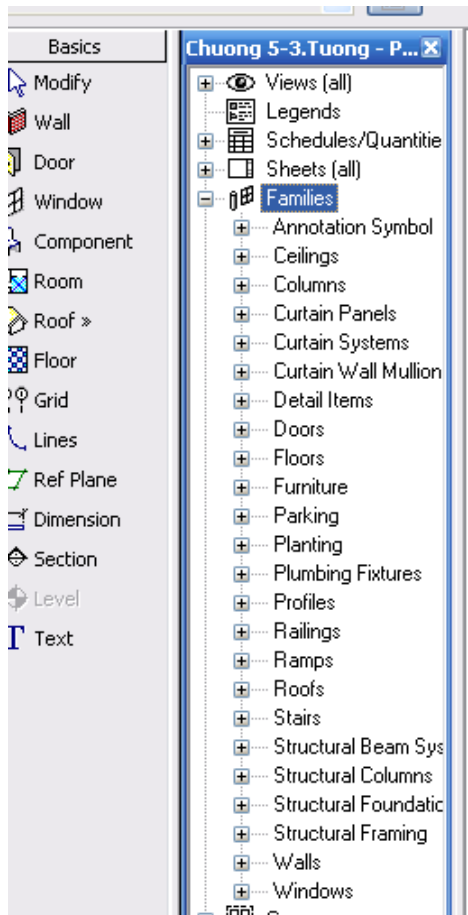 Basics
Modify
Wall
Door
Window
Component
Room
Roof »
Floor
Grid
Lines
Ref Plane
Dimension
Section
Level
Text
Chuong 5-3.Tuong - P...
Views (all)
Legends
Schedules/Quantitie
Sheets (all)
Families
Annotation Symbol
Ceilings
Columns
Curtain Panels
Curtain Systems
Curtain Wall Mullion
Detail Items
Doors
Floors
Furniture
Parking
Planting
Plumbing Fixtures
Profiles
Railings
Ramps
Roofs
Stairs
Structural Beam Sys
Structural Columns
Structural Foundatic
Structural Framing
Walls
Windows